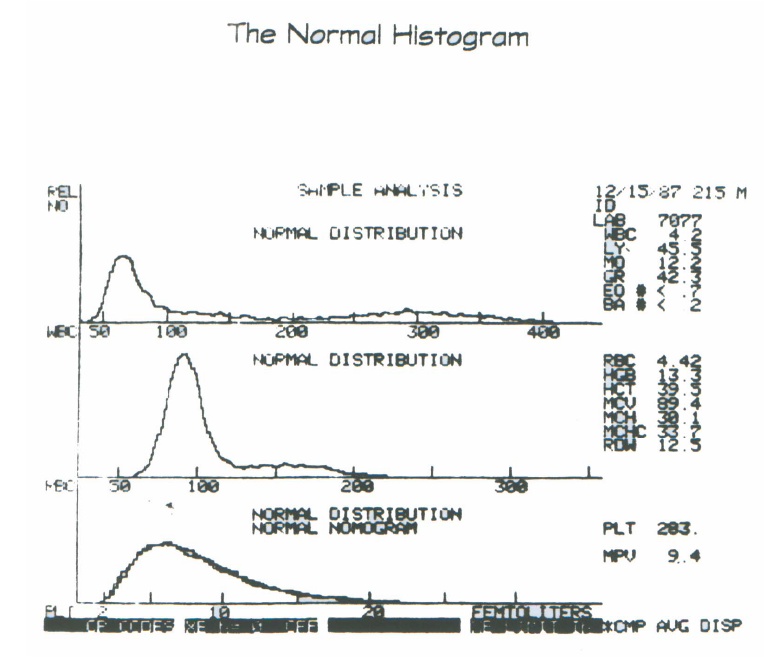 The Normal Histogram
REL NO
SAMPLE ANALYSIS
12/15/87 215 M
ID
LAB 7077
NORMAL DISTRIBUTION
WBC 4.2
LY 45.5
MO 12.2
GR 42.3
EO # < .7
BA # < 2
WBC 50 100 200 300 400
NORMAL DISTRIBUTION
RBC 4.42
HGB 13.3
HCT 39.5
MCV 89.4
MCH 30.1
MCHC 33.7
RDW 12.5
RBC 50 100 200 300
NORMAL DISTRIBUTION
NORMAL NOMOGRAM
PLT 283.
MPV 9.4
PL 2 10 20 FEMTOLITERS
*CMP AVG DISP